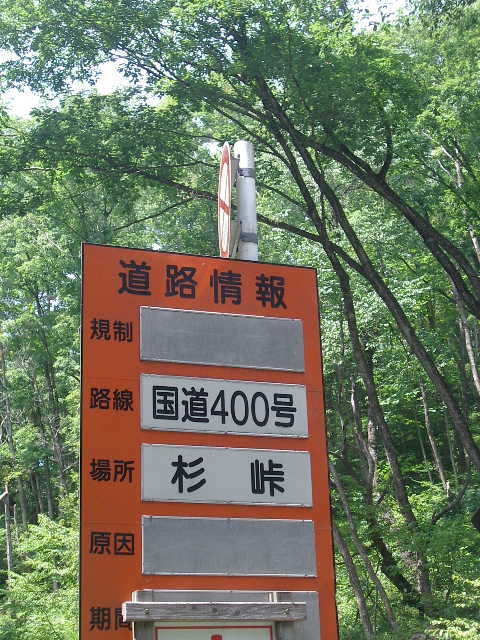 道路情報
規制
路線 国道400号
場所 杉峠
原因
期間